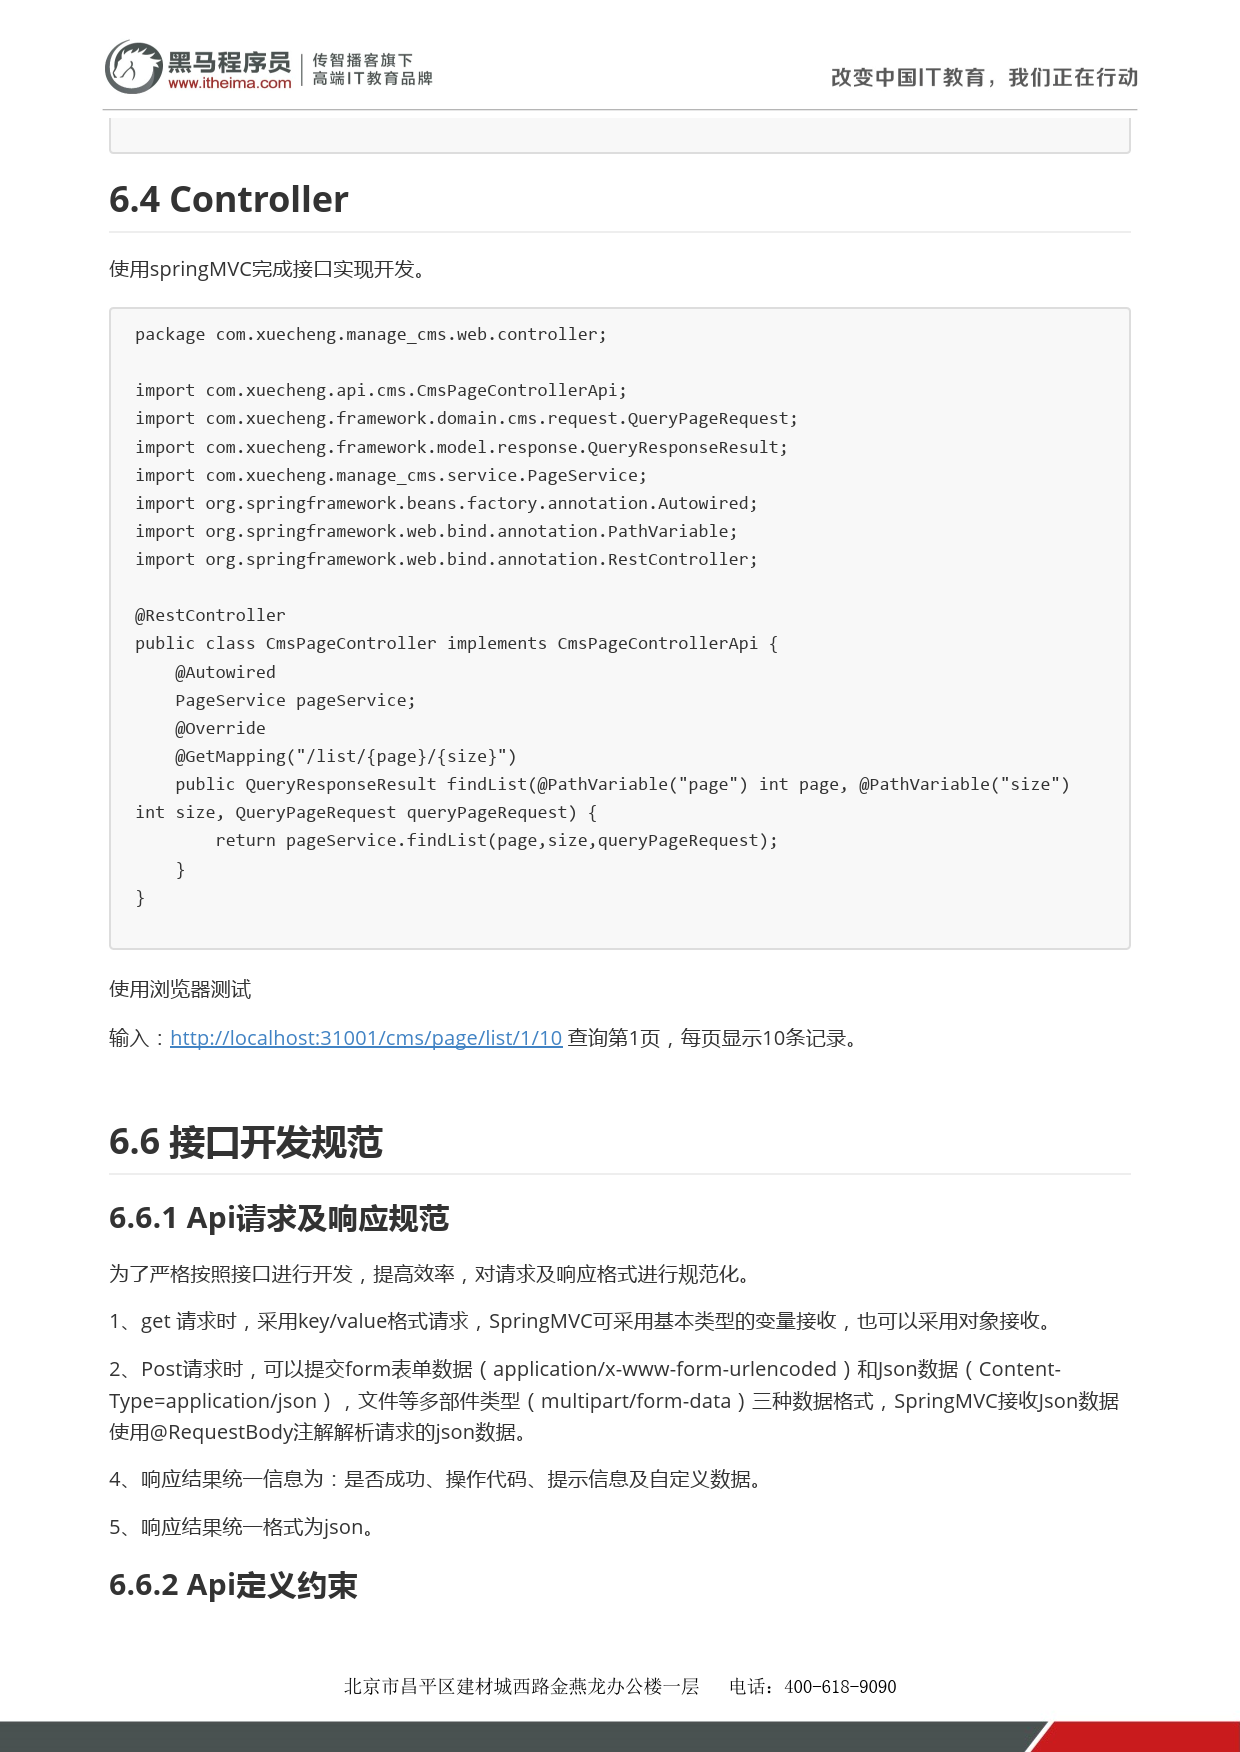 黑马程序员
www.itheima.com
传智播客旗下
高端IT教育品牌
改变中国IT教育，我们正在行动
6.4 Controller
使用springMVC完成接口实现开发。
package com.xuecheng.manage_cms.web.controller;
import com.xuecheng.api.cms.CmsPageControllerApi;
import com.xuecheng.framework.domain.cms.request.QueryPageRequest;
import com.xuecheng.framework.model.response.QueryResponseResult;
import com.xuecheng.manage_cms.service.PageService;
import org.springframework.beans.factory.annotation.Autowired;
import org.springframework.web.bind.annotation.PathVariable;
import org.springframework.web.bind.annotation.RestController;
@RestController
public class CmsPageController implements CmsPageControllerApi {
    @Autowired
    PageService pageService;
    @Override
    @GetMapping("/list/{page}/{size}")
    public QueryResponseResult findList(@PathVariable("page") int page, @PathVariable("size")
int size, QueryPageRequest queryPageRequest) {
        return pageService.findList(page,size,queryPageRequest);
    }
}
使用浏览器测试
输入：http://localhost:31001/cms/page/list/1/10 查询第1页，每页显示10条记录。
6.6 接口开发规范
6.6.1 Api请求及响应规范
为了严格按照接口进行开发，提高效率，对请求及响应格式进行规范化。
1、get 请求时，采用key/value格式请求，SpringMVC可采用基本类型的变量接收，也可以采用对象接收。
2、Post请求时，可以提交form表单数据（application/x-www-form-urlencoded）和Json数据（Content-
Type=application/json），文件等多部件类型（multipart/form-data）三种数据格式，SpringMVC接收Json数据
使用@RequestBody注解解析请求的json数据。
4、响应结果统一信息为：是否成功、操作代码、提示信息及自定义数据。
5、响应结果统一格式为json。
6.6.2 Api定义约束
北京市昌平区建材城西路金燕龙办公楼一层 电话：400-618-9090